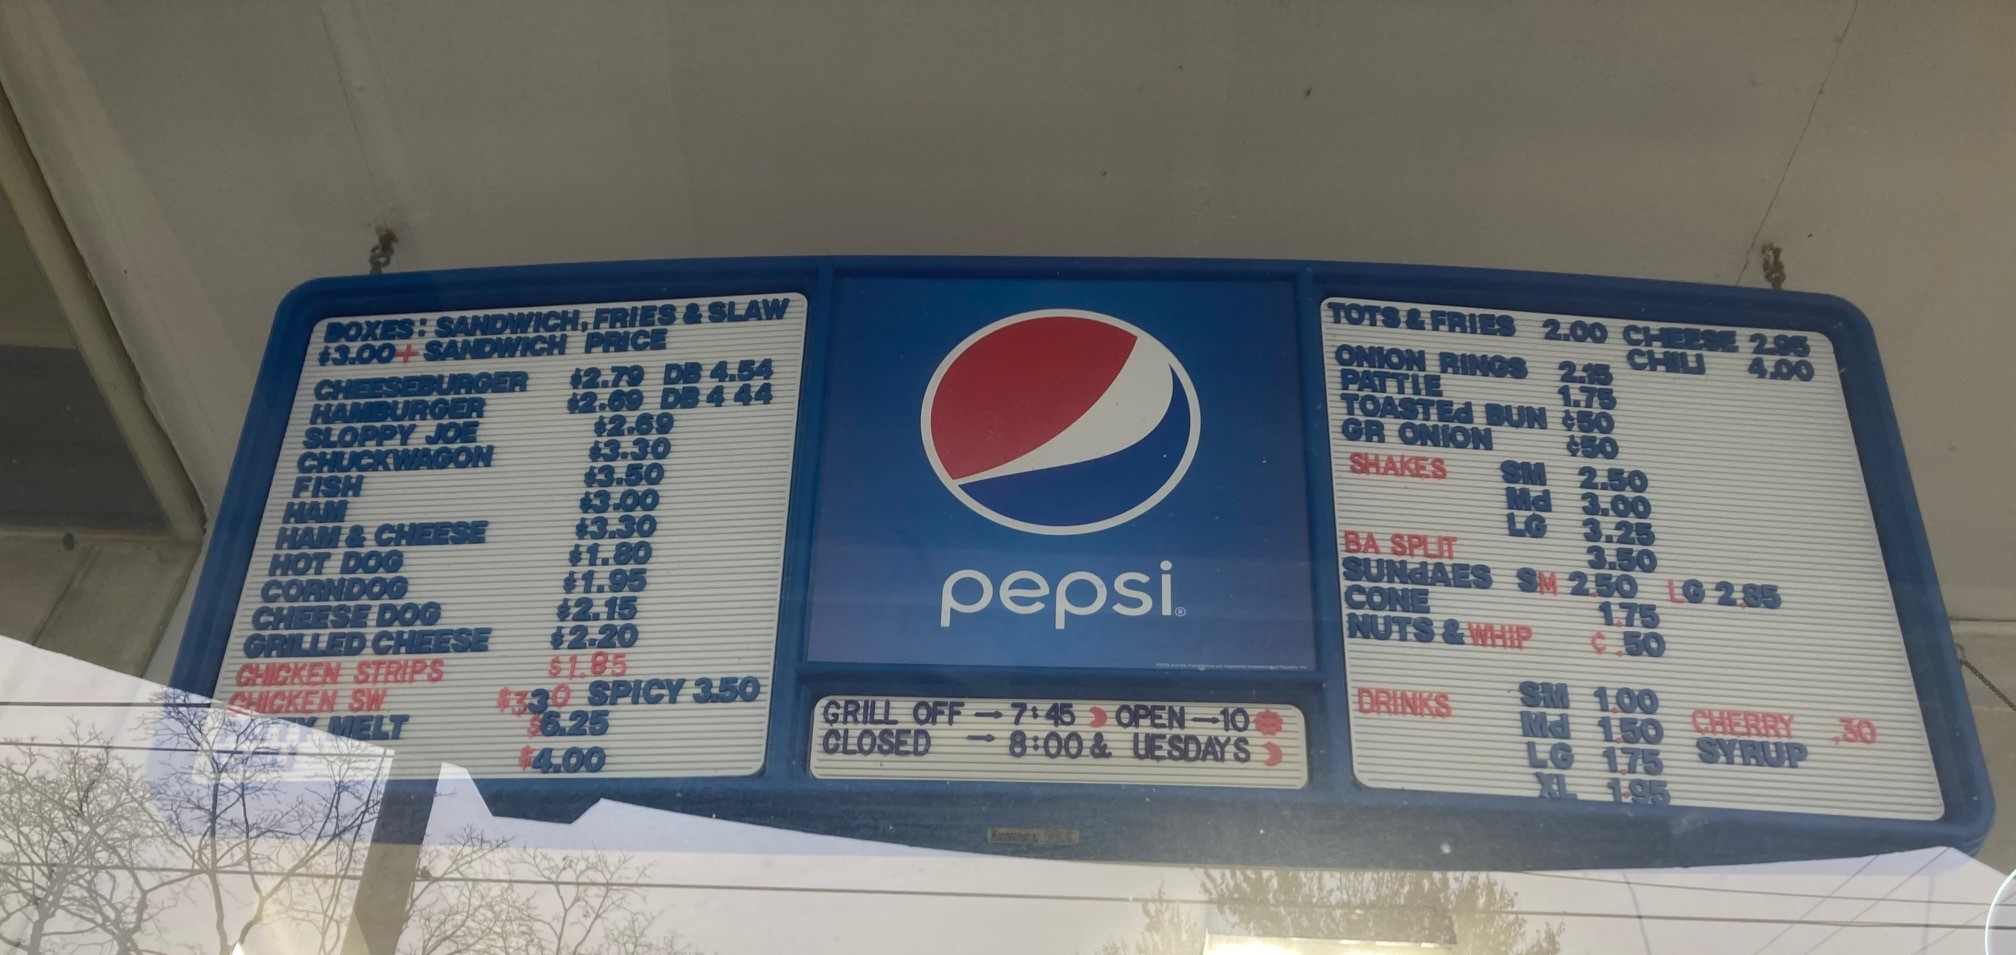 BOXES: SANDWICH, FRIES & SLAW
$3.00 + SANDWICH PRICE
CHEESEBURGER $2.79 DB 4.54
HAMBURGER $2.69 DB 4 44
SLOPPY JOE $2.69
CHUCKWAGON $3.30
FISH $3.50
HAM $3.00
HAM & CHEESE $3.30
HOT DOG $1.80
CORNDOG $1.95
CHEESE DOG $2.15
GRILLED CHEESE $2.20
CHICKEN STRIPS $1.85
CHICKEN SW $330 SPICY 3.50
MELT $6.25
$4.00
pepsi®
GRILL OFF → 7:45 OPEN → 10
CLOSED → 8:00 & UESDAYS
TOTS & FRIES 2.00 CHEESE 2.95
CHILI 4.00
ONION RINGS 2.15
PATTIE 1.75
TOASTEd BUN ¢50
GR ONION ¢50
SHAKES SM 2.50
Md 3.00
LG 3.25
BA SPLIT 3.50
SUNdAES SM 2.50 LG 2.85
CONE 1.75
NUTS & WHIP ¢.50
DRINKS SM 1.00
Md 1.50 CHERRY .30
LG 1.75 SYRUP
XL 1.95